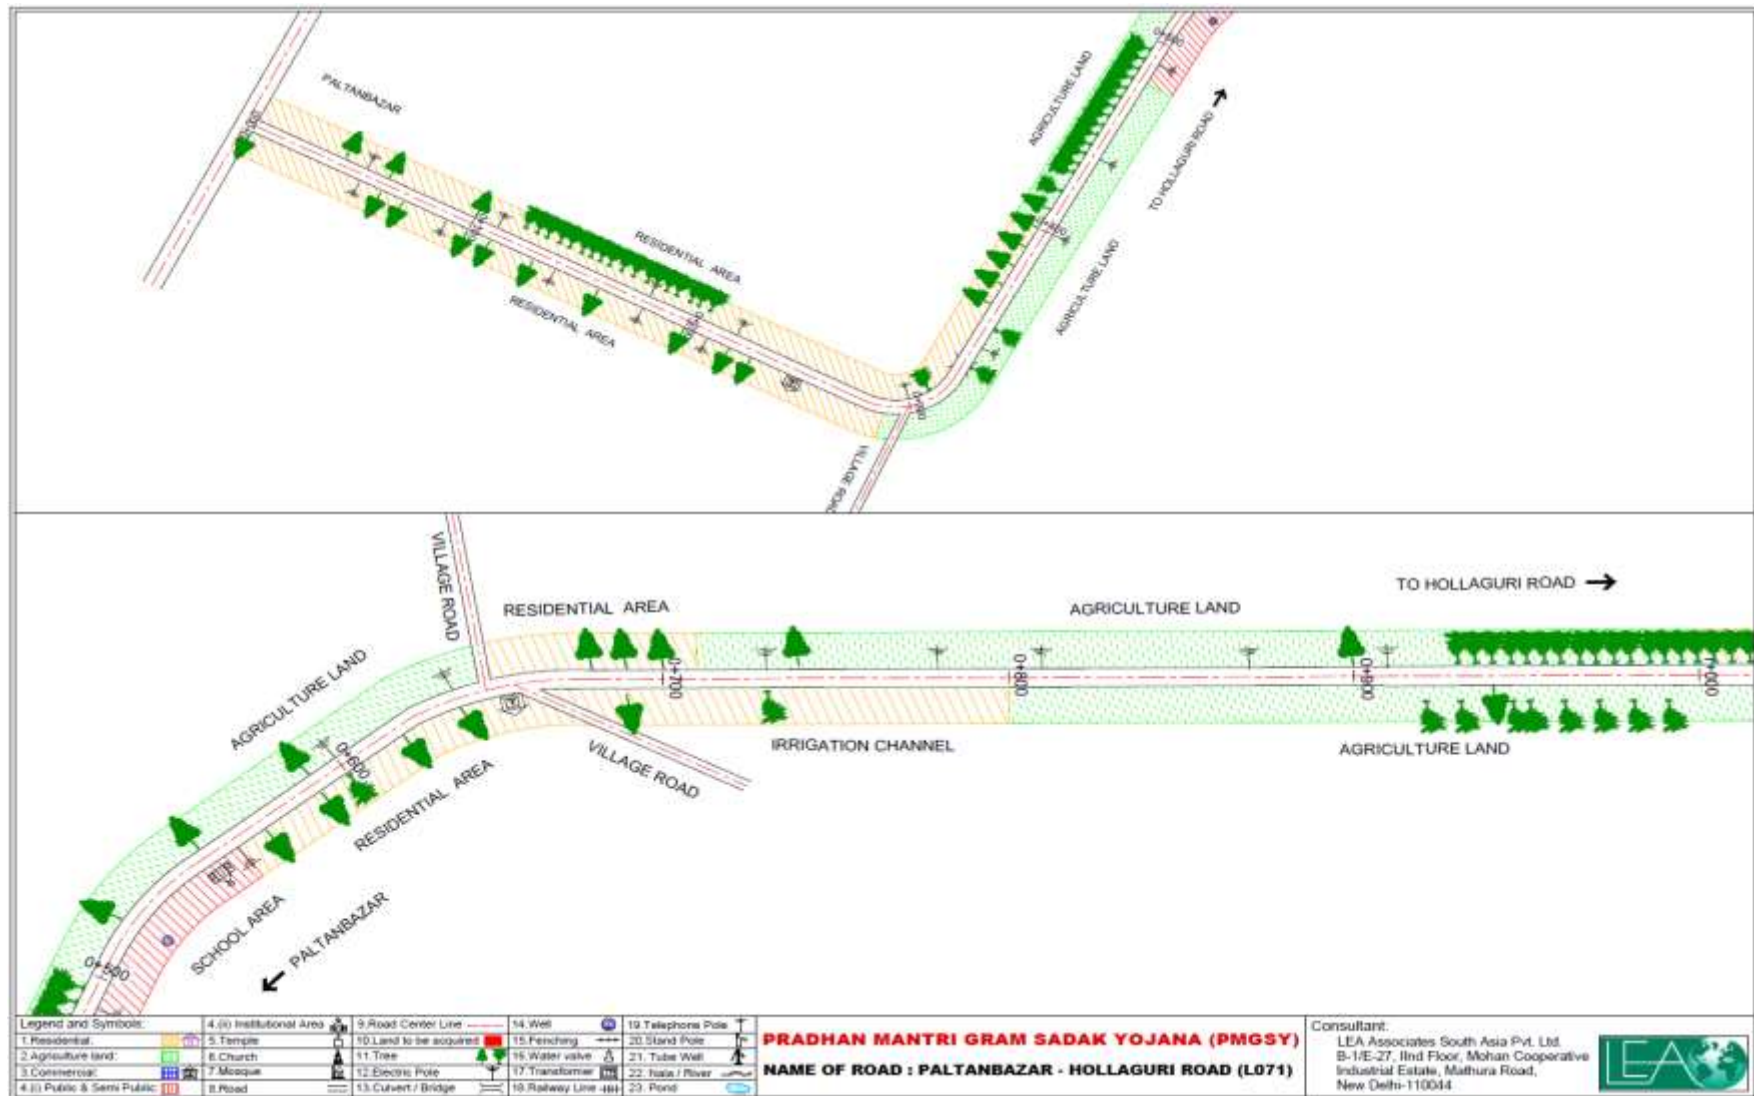 PALTANBAZAR
AGRICULTURE LAND
TO HOLLAGURI ROAD
RESIDENTIAL AREA
RESIDENTIAL AREA
AGRICULTURE LAND
VILLAGE ROAD
VILLAGE ROAD
RESIDENTIAL AREA
AGRICULTURE LAND
TO HOLLAGURI ROAD
AGRICULTURE LAND
0+700
0+800
0+900
1+000
IRRIGATION CHANNEL
AGRICULTURE LAND
VILLAGE ROAD
0+600
RESIDENTIAL AREA
SCHOOL AREA
PALTANBAZAR
0+500
Legend and Symbols:
1.Residential:
2.Agriculture land:
3.Commercial:
4.(i) Public & Semi Public:
4.(ii) Institutional Area
5.Temple
6.Church
7.Mosque
8.Road
9.Road Center Line
10.Land to be acquired
11.Tree
12.Electric Pole
13.Culvert / Bridge
14.Well
15.Fenching
16.Water valve
17.Transformer
18.Railway Line
19.Telephone Pole
20.Stand Pole
21. Tube Well
22. Nala / River
23. Pond
PRADHAN MANTRI GRAM SADAK YOJANA (PMGSY)
NAME OF ROAD : PALTANBAZAR - HOLLAGURI ROAD (L071)
Consultant:
LEA Associates South Asia Pvt. Ltd.
B-1/E-27, IInd Floor, Mohan Cooperative
Industrial Estate, Mathura Road,
New Delhi-110044
LEA